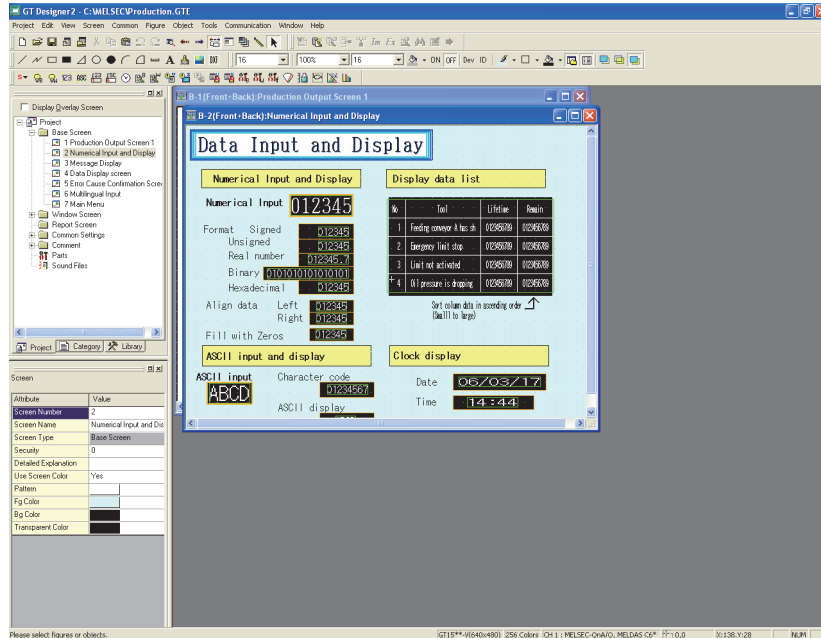 GT Designer2 - C:\MELSEC\Production.GTE
Project Edit View Screen Common Figure Object Tools Communication Window Help
16 100% 16 ON OFF Dev ID
Display Overlay Screen
Project
Base Screen
1 Production Output Screen 1
2 Numerical Input and Display
3 Message Display
4 Data Display screen
5 Error Cause Confirmation Scree
6 Multilingual Input
7 Main Menu
Window Screen
Report Screen
Common Settings
Comment
Parts
Sound Files
Project Category Library
Screen
Attribute Value
Screen Number 2
Screen Name Numerical Input and Dis
Screen Type Base Screen
Security 0
Detailed Explanation
Use Screen Color Yes
Pattern
Fg Color
Bg Color
Transparent Color
B-1(Front+Back):Production Output Screen 1
B-2(Front+Back):Numerical Input and Display
Data Input and Display
Numerical Input and Display
Numerical Input 012345
Format Signed 012345
Unsigned 012345
Real number 012345.7
Binary 0101010101010101
Hexadecimal 012345
Align data Left 012345
Right 012345
Fill with Zeros 012345
Display data list
No Tool Lifetime Remain
1 Feeding conveyor A has sh 0123456789 0123456789
2 Emergency limit stop 0123456789 0123456789
3 Limit not activated 0123456789 0123456789
4 Oil pressure is dropping 0123456789 0123456789
Sort column data in ascending order
(Smalll to large)
ASCII input and display
ASCII input ABCD
Character code 01234567
ASCII display
Clock display
Date 06/03/17
Time 14:44
Please select figures or objects.
GT15**-V(640x480) 256 Colors CH 1 : MELSEC-QnA/Q, MELDAS C6* 0,0 X:138,Y:28 NUM